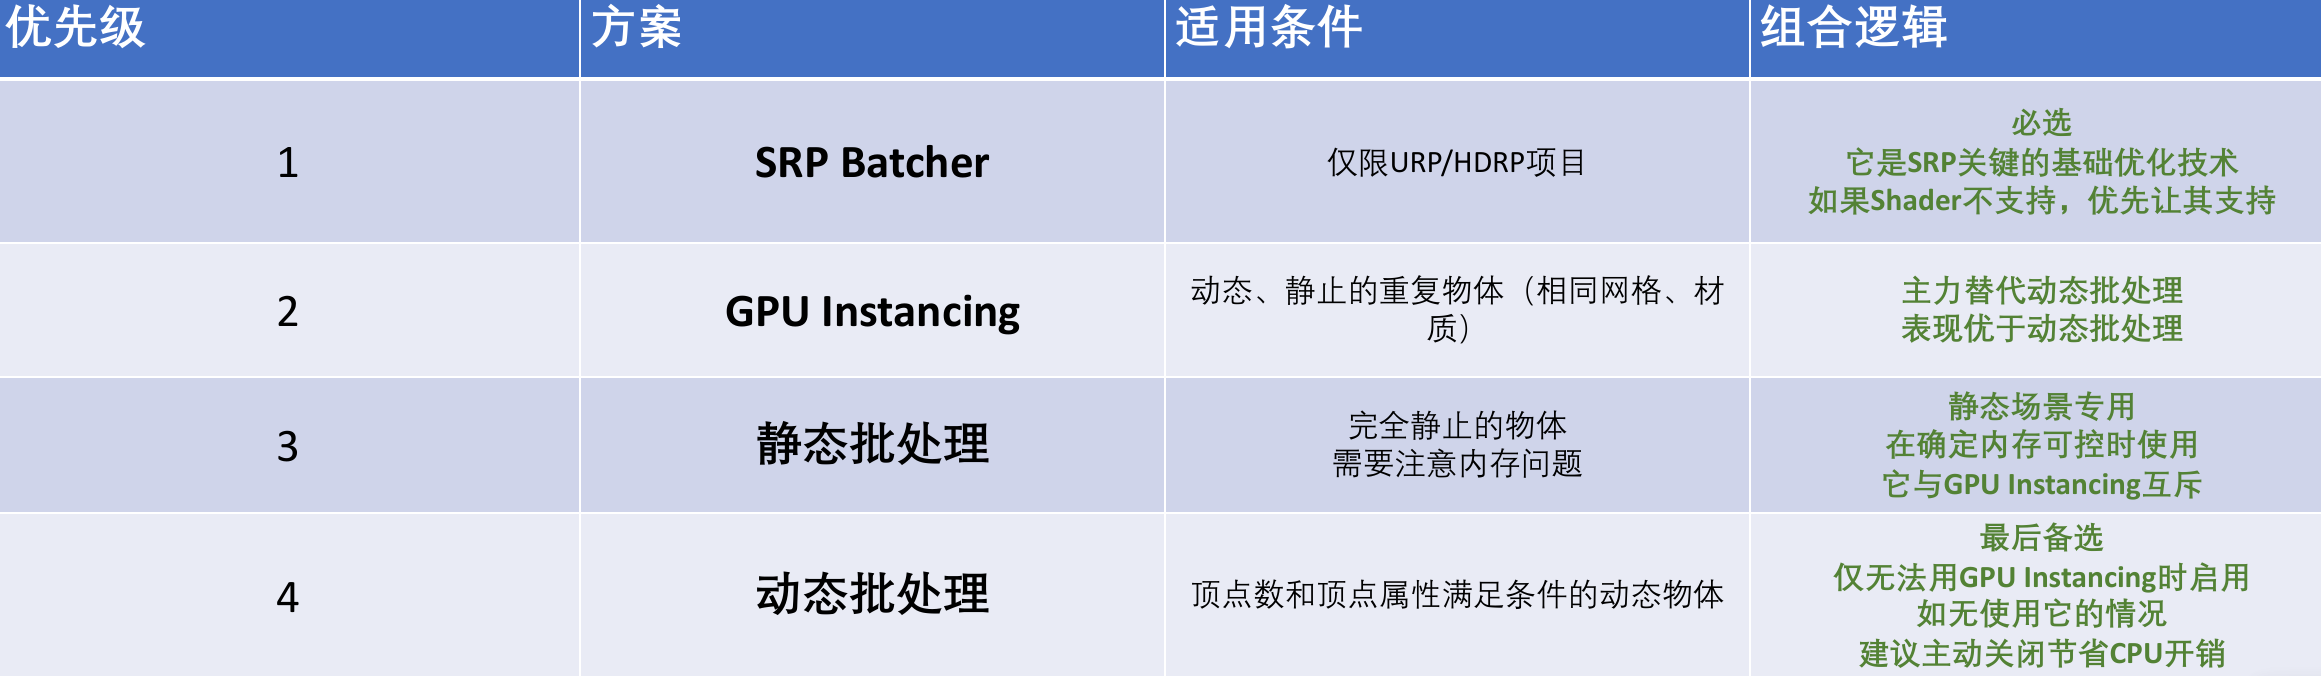 优先级 方案 适用条件 组合逻辑
1
SRP Batcher
仅限URP/HDRP项目
必选
它是SRP关键的基础优化技术
如果Shader不支持，优先让其支持
2
GPU Instancing
动态、静止的重复物体（相同网格、材
质）
主力替代动态批处理
表现优于动态批处理
3
静态批处理
完全静止的物体
需要注意内存问题
静态场景专用
在确定内存可控时使用
它与GPU Instancing互斥
4
动态批处理
顶点数和顶点属性满足条件的动态物体
最后备选
仅无法用GPU Instancing时启用
如无使用它的情况
建议主动关闭节省CPU开销